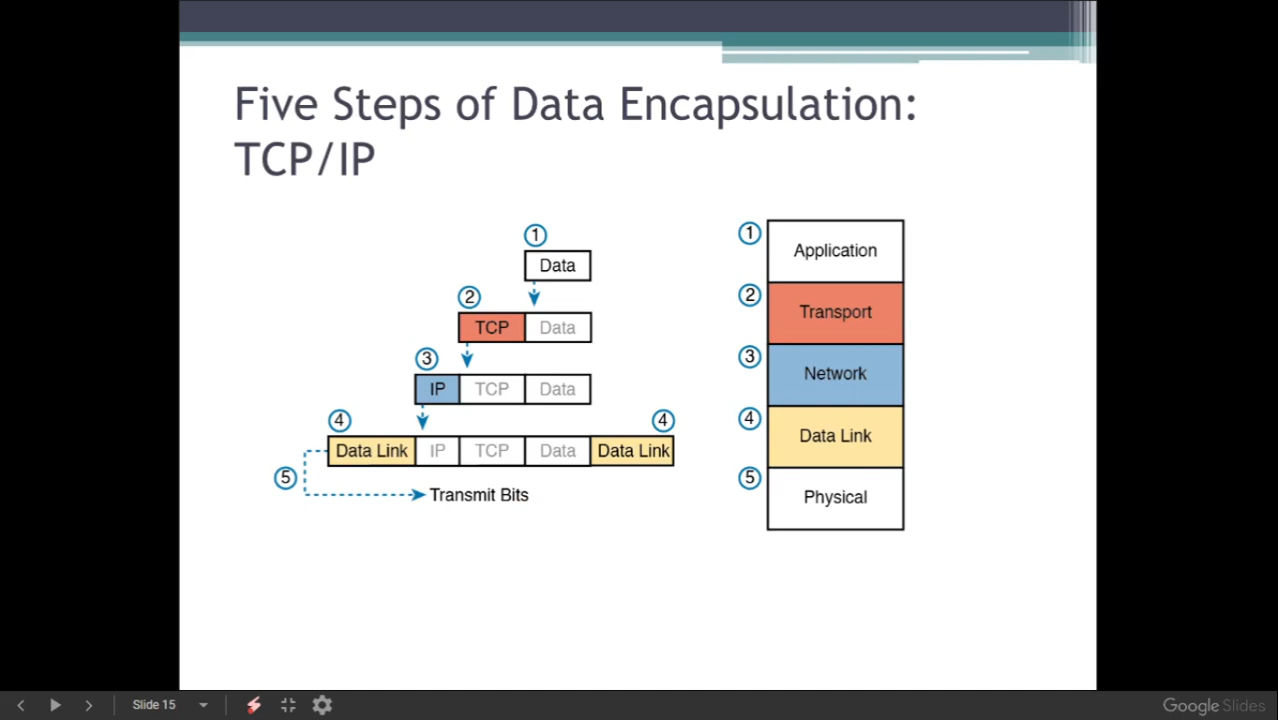 Five Steps of Data Encapsulation:
TCP/IP
1
Data
2
TCP Data
3
IP TCP Data
4 4
Data Link IP TCP Data Data Link
5
Transmit Bits
1
Application
2
Transport
3
Network
4
Data Link
5
Physical
Slide 15
Google Slides